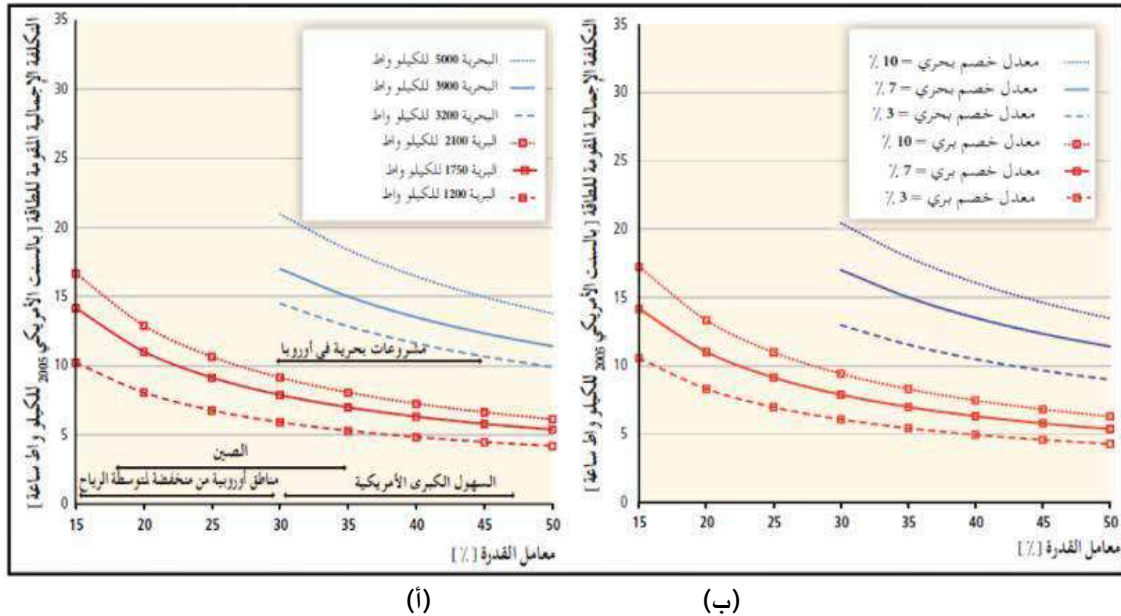 التكلفة الإجمالية المقومة للطاقة [ بالسنت الأمريكي 2005 للكيلو واط ساعة ]
35
30
25
20
15
10
5
0
البحرية 5000 للكيلو واط
البحرية 3900 للكيلو واط
البحرية 3200 للكيلو واط
البرية 2100 للكيلو واط
البرية 1750 للكيلو واط
البرية 1200 للكيلو واط
مشروعات بحرية في أوروبا
الصين
مناطق أوروبية من منخفضة لمتوسطة الرياح
السهول الكبرى الأمريكية
15 20 25 30 35 40 45 50
معامل القدرة [ ٪ ]
(أ)
التكلفة الإجمالية المقومة للطاقة [ بالسنت الأمريكي 2005 للكيلو واط ساعة ]
35
30
25
20
15
10
5
0
معدل خصم بحري = 10 ٪
معدل خصم بحري = 7 ٪
معدل خصم بحري = 3 ٪
معدل خصم بري = 10 ٪
معدل خصم بري = 7 ٪
معدل خصم بري = 3 ٪
15 20 25 30 35 40 45 50
معامل القدرة [ ٪ ]
(ب)